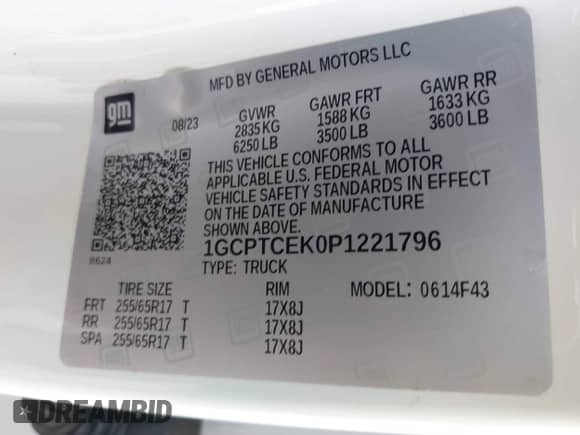 MFD BY GENERAL MOTORS LLC
gm
08/23
GVWR GAWR FRT GAWR RR
2835 KG 1588 KG 1633 KG
6250 LB 3500 LB 3600 LB
THIS VEHICLE CONFORMS TO ALL
APPLICABLE U.S. FEDERAL MOTOR
VEHICLE SAFETY STANDARDS IN EFFECT
ON THE DATE OF MANUFACTURE
SHOWN ABOVE.
8624
1GCPTCEK0P1221796
TYPE: TRUCK
TIRE SIZE RIM MODEL: 0614F43
FRT 255/65R17 T 17X8J
RR 255/65R17 T 17X8J
SPA 255/65R17 T 17X8J
DREAMBID